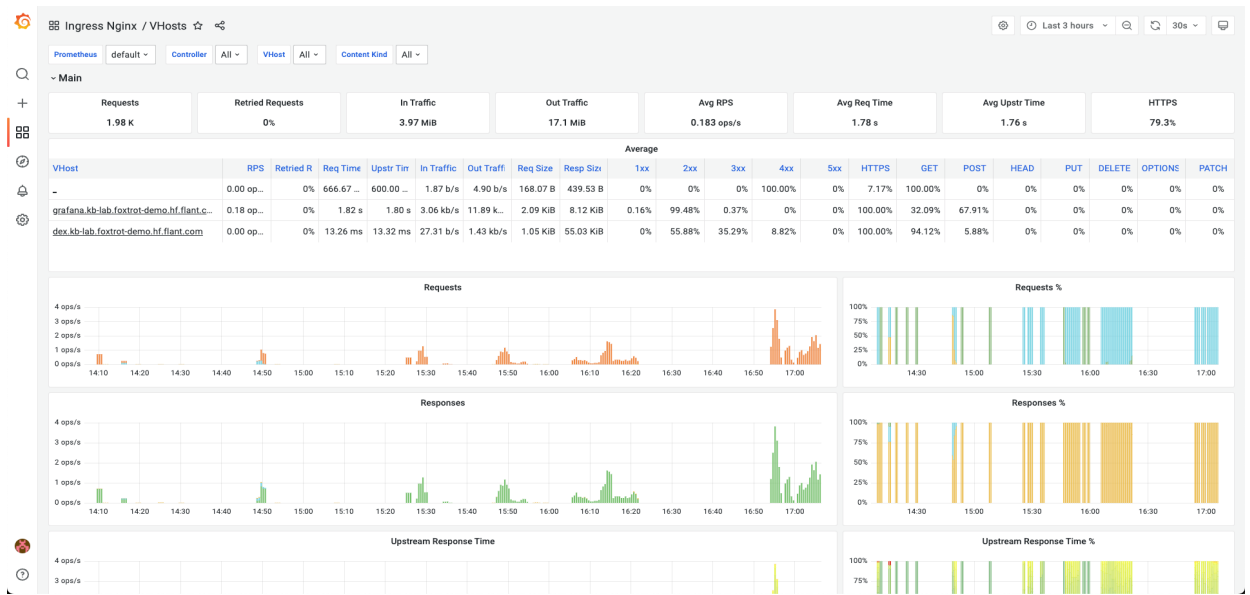 Ingress Nginx / VHosts
Last 3 hours
30s
Prometheus default Controller All VHost All Content Kind All
Main
Requests Retried Requests In Traffic Out Traffic Avg RPS Avg Req Time Avg Upstr Time HTTPS
1.98 K 0% 3.97 MiB 17.1 MiB 0.183 ops/s 1.78 s 1.76 s 79.3%
Average
VHost RPS Retried R Req Time Upstr Tim In Traffic Out Traffi Req Size Resp Size 1xx 2xx 3xx 4xx 5xx HTTPS GET POST HEAD PUT DELETE OPTIONS PATCH
_ 0.00 op... 0% 666.67 ... 600.00 ... 1.87 b/s 4.90 b/s 168.07 B 439.53 B 0% 0% 0% 100.00% 0% 7.17% 100.00% 0% 0% 0% 0% 0% 0%
grafana.kb-lab.foxtrot-demo.hf.flant.c... 0.18 op... 0% 1.82 s 1.80 s 3.06 kb/s 11.89 k... 2.09 KiB 8.12 KiB 0.16% 99.48% 0.37% 0% 0% 100.00% 32.09% 67.91% 0% 0% 0% 0% 0%
dex.kb-lab.foxtrot-demo.hf.flant.com 0.00 op... 0% 13.26 ms 13.32 ms 27.31 b/s 1.43 kb/s 1.05 KiB 55.03 KiB 0% 55.88% 35.29% 8.82% 0% 100.00% 94.12% 5.88% 0% 0% 0% 0% 0%
Requests
4 ops/s
3 ops/s
2 ops/s
1 ops/s
0 ops/s
14:10 14:20 14:30 14:40 14:50 15:00 15:10 15:20 15:30 15:40 15:50 16:00 16:10 16:20 16:30 16:40 16:50 17:00
Requests %
100%
75%
50%
25%
0%
14:30 15:00 15:30 16:00 16:30 17:00
Responses
4 ops/s
3 ops/s
2 ops/s
1 ops/s
0 ops/s
14:10 14:20 14:30 14:40 14:50 15:00 15:10 15:20 15:30 15:40 15:50 16:00 16:10 16:20 16:30 16:40 16:50 17:00
Responses %
100%
75%
50%
25%
0%
14:30 15:00 15:30 16:00 16:30 17:00
Upstream Response Time
4 ops/s
3 ops/s
Upstream Response Time %
100%
75%